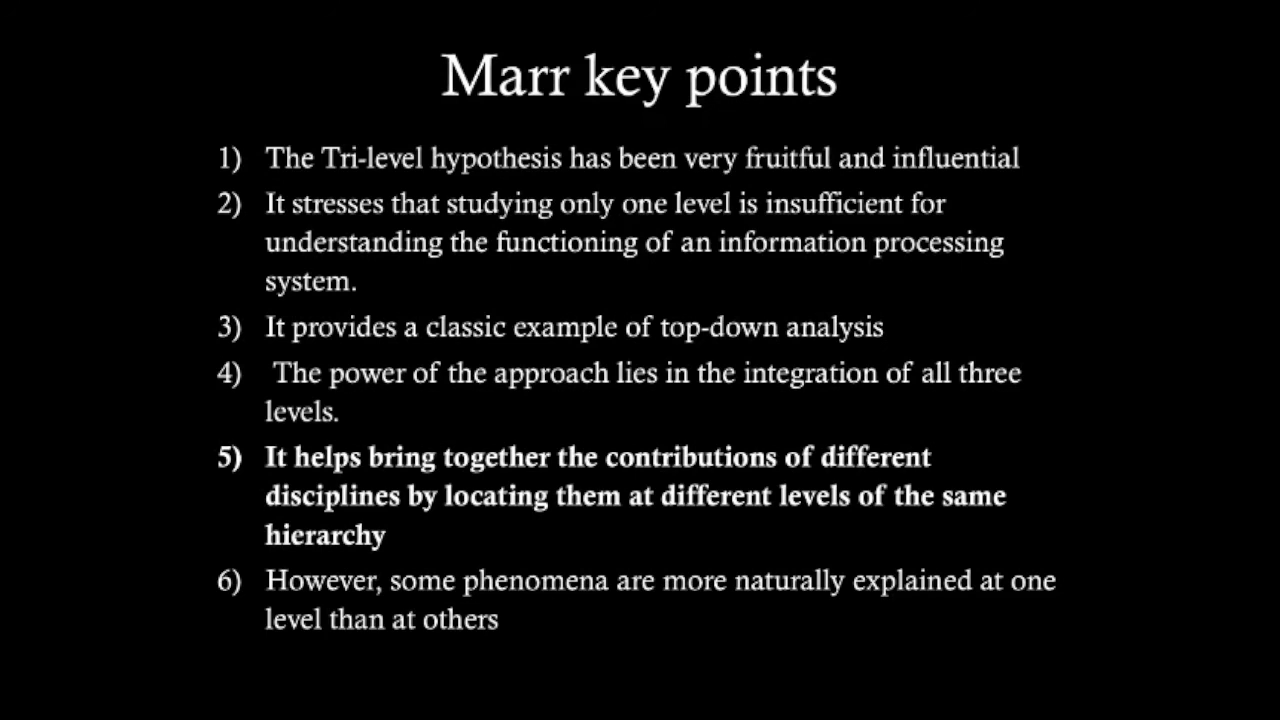 Marr key points
1) The Tri-level hypothesis has been very fruitful and influential
2) It stresses that studying only one level is insufficient for
understanding the functioning of an information processing
system.
3) It provides a classic example of top-down analysis
4) The power of the approach lies in the integration of all three
levels.
5) It helps bring together the contributions of different
disciplines by locating them at different levels of the same
hierarchy
6) However, some phenomena are more naturally explained at one
level than at others